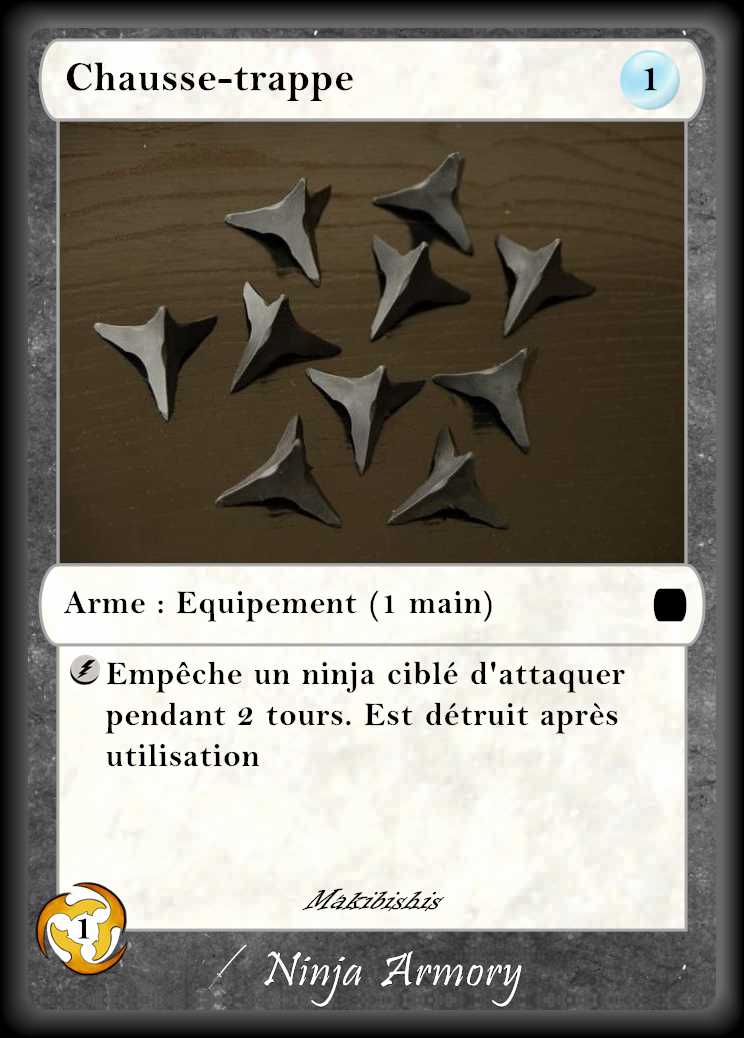 Chausse-trappe
1
Arme : Equipement (1 main)
Empêche un ninja ciblé d'attaquer
pendant 2 tours. Est détruit après
utilisation
Makibishis
1
Ninja Armory